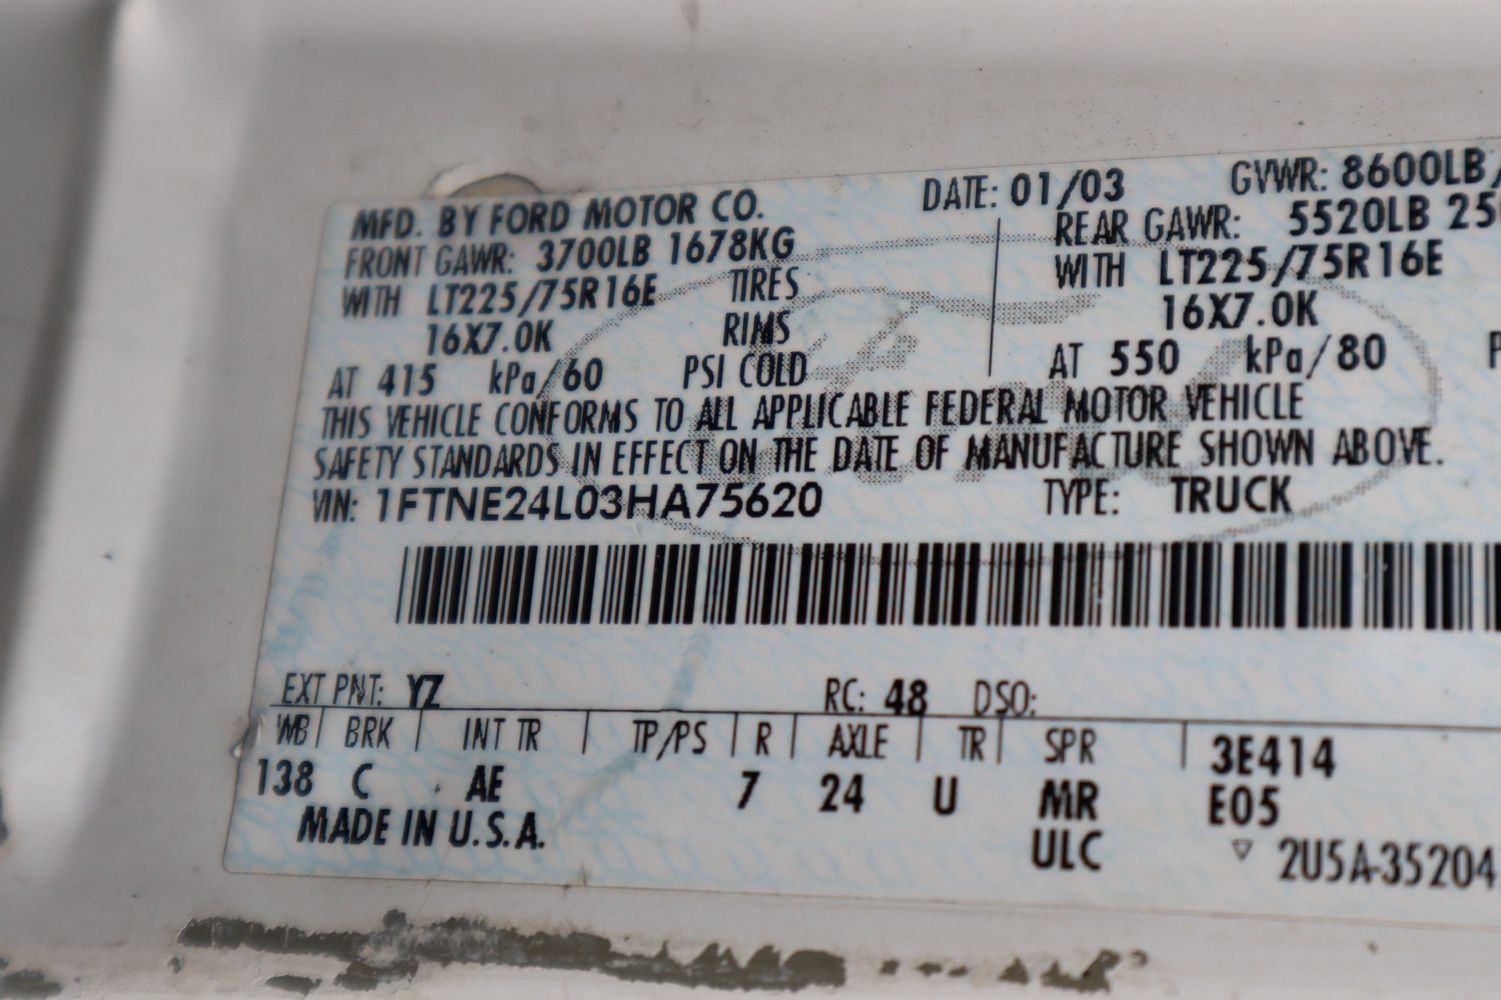 MFD. BY FORD MOTOR CO. DATE: 01/03 GVWR: 8600LB/
FRONT GAWR: 3700LB 1678KG REAR GAWR: 5520LB 25
WITH LT225/75R16E TIRES WITH LT225/75R16E
16X7.0K RIMS 16X7.0K
AT 415 kPa/60 PSI COLD AT 550 kPa/80 P
THIS VEHICLE CONFORMS TO ALL APPLICABLE FEDERAL MOTOR VEHICLE
SAFETY STANDARDS IN EFFECT ON THE DATE OF MANUFACTURE SHOWN ABOVE.
VIN: 1FTNE24L03HA75620 TYPE: TRUCK
EXT PNT: YZ RC: 48 DSO:
WB BRK INT TR TP/PS R AXLE TR SPR 3E414
138 C AE 7 24 U MR E05
MADE IN U.S.A. ULC ▽ 2U5A-35204